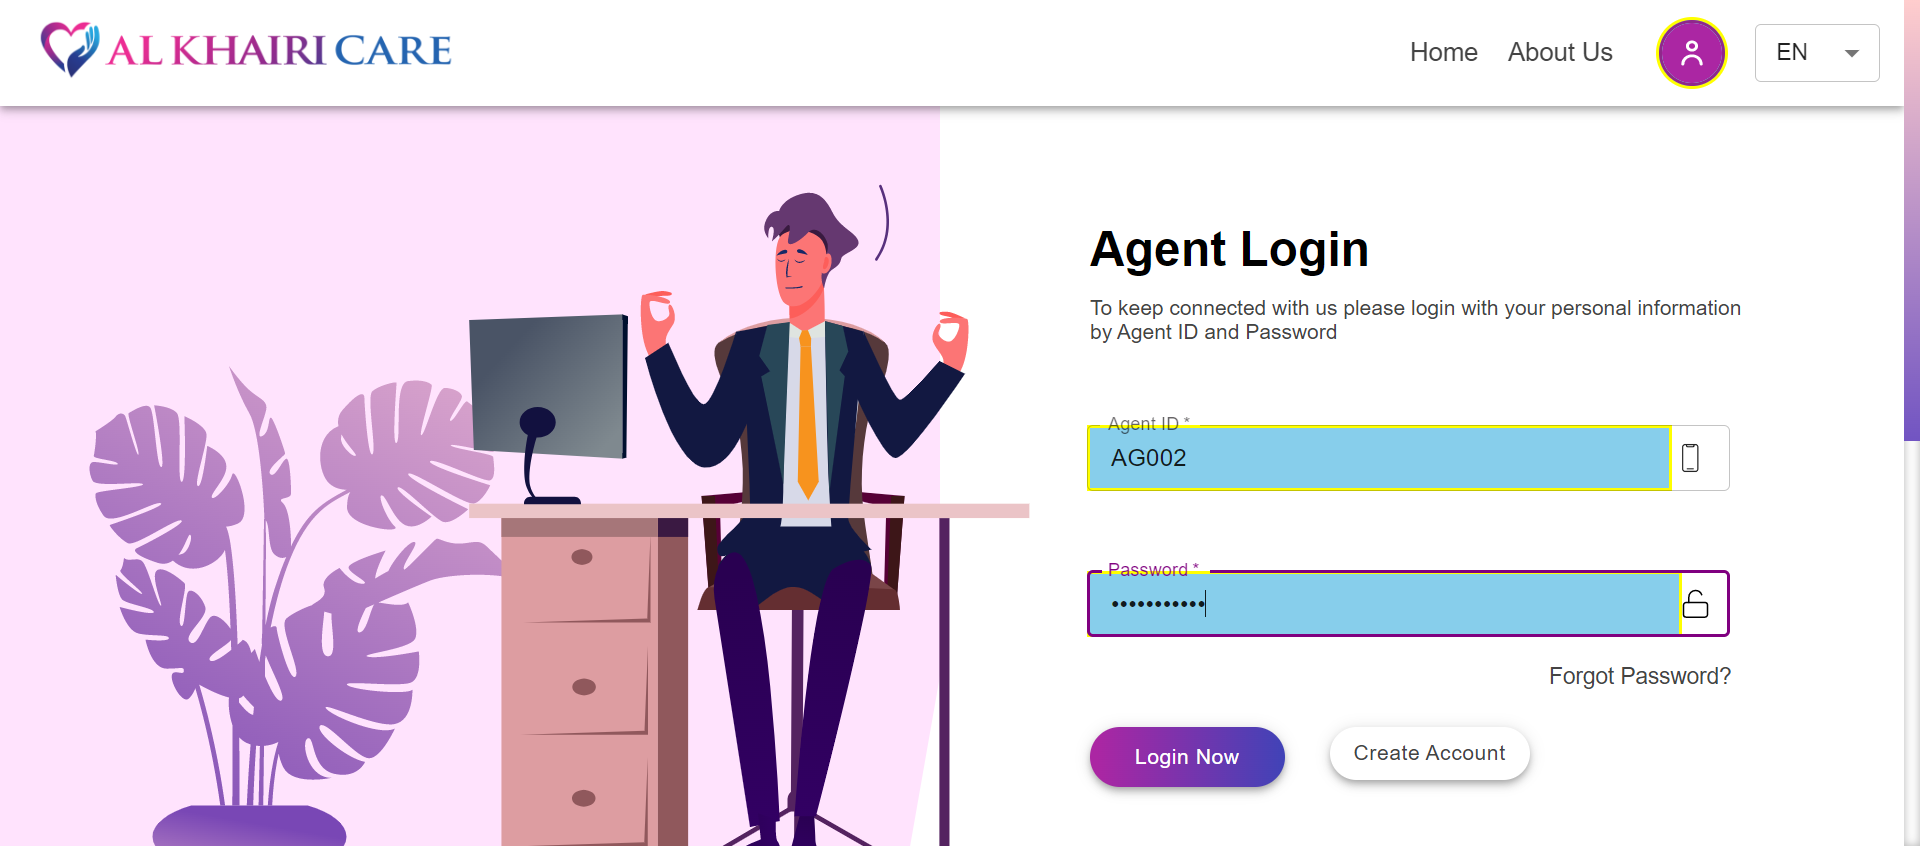 AL KHAIRI CARE
Home
About Us
EN
Agent Login
To keep connected with us please login with your personal information
by Agent ID and Password
Agent ID *
AG002
Password *
•••••••••••
Forgot Password?
Login Now
Create Account